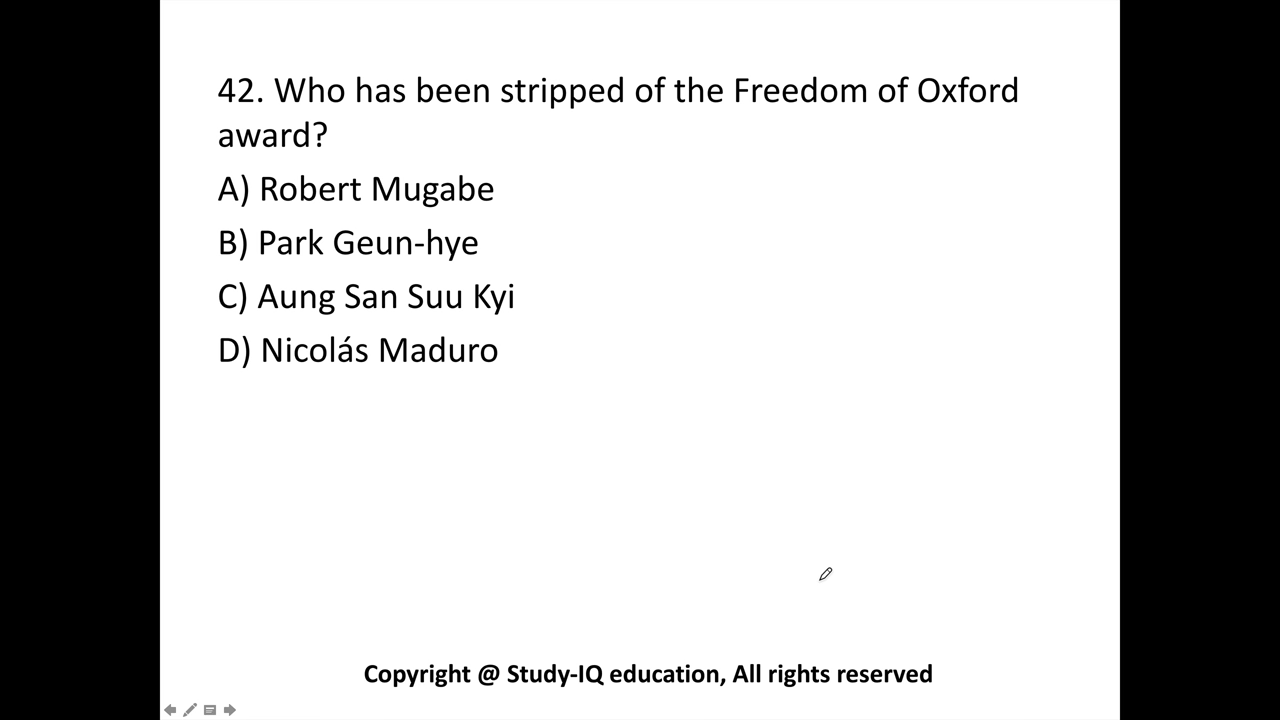 42. Who has been stripped of the Freedom of Oxford
award?
A) Robert Mugabe
B) Park Geun-hye
C) Aung San Suu Kyi
D) Nicolás Maduro
Copyright @ Study-IQ education, All rights reserved